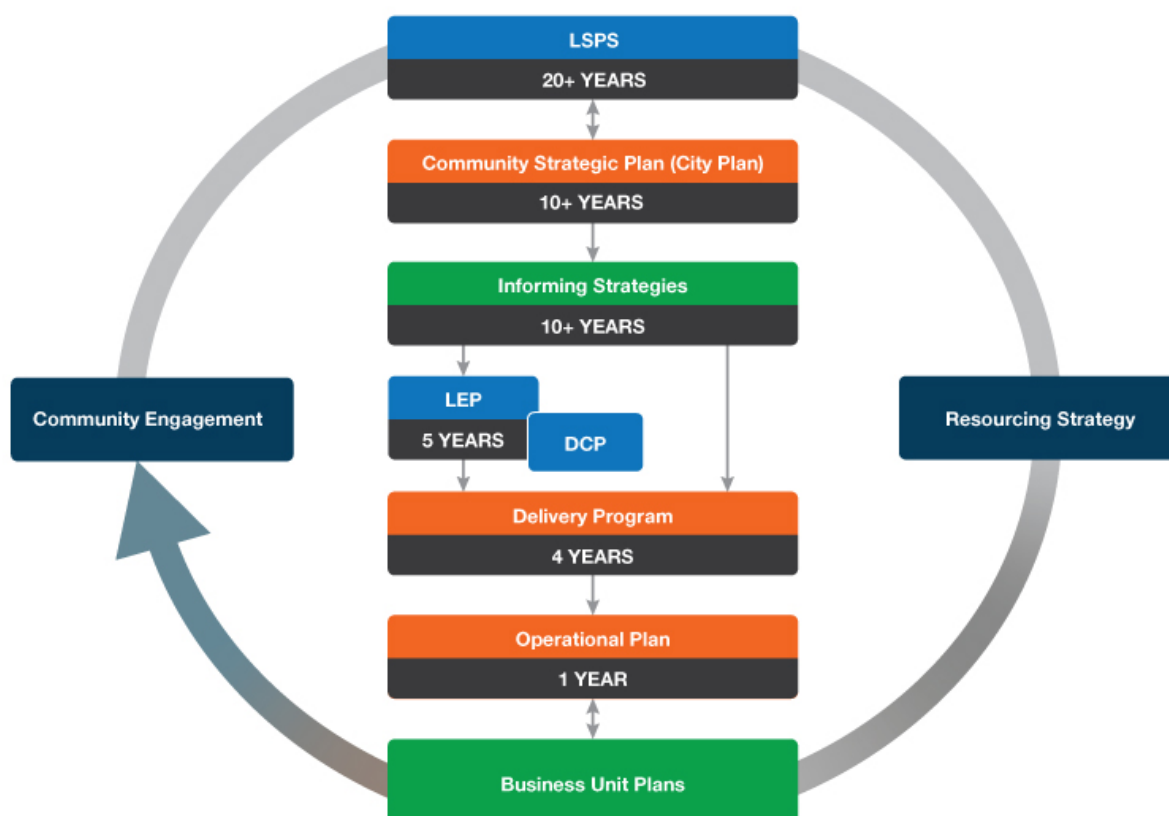 LSPS
20+ YEARS
Community Strategic Plan (City Plan)
10+ YEARS
Informing Strategies
10+ YEARS
Community Engagement
LEP
5 YEARS
DCP
Resourcing Strategy
Delivery Program
4 YEARS
Operational Plan
1 YEAR
Business Unit Plans